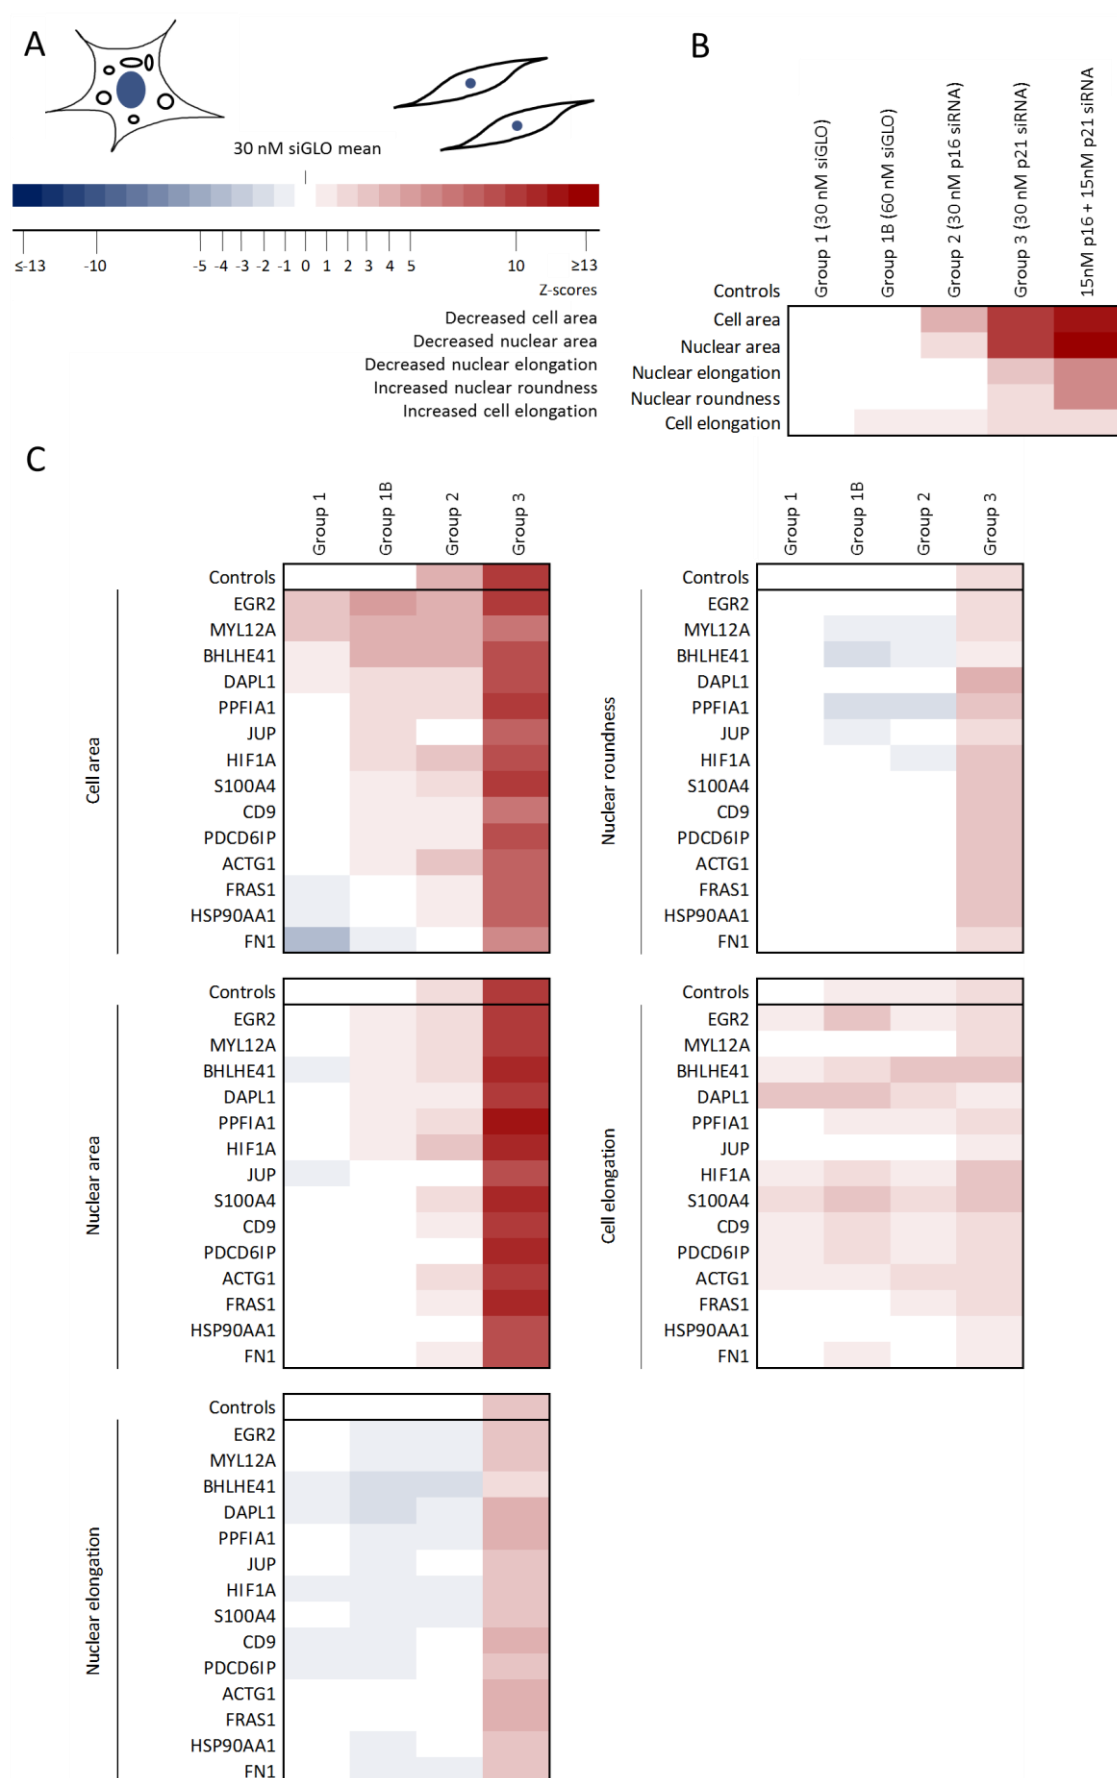 A
30 nM siGLO mean
≤-13 -10 -5 -4 -3 -2 -1 0 1 2 3 4 5 10 ≥13
Z-scores
Decreased cell area
Decreased nuclear area
Decreased nuclear elongation
Increased nuclear roundness
Increased cell elongation
B
Group 1 (30 nM siGLO)
Group 1B (60 nM siGLO)
Group 2 (30 nM p16 siRNA)
Group 3 (30 nM p21 siRNA)
15nM p16 + 15nM p21 siRNA
Controls
Cell area
Nuclear area
Nuclear elongation
Nuclear roundness
Cell elongation
C
Group 1
Group 1B
Group 2
Group 3
Cell area
Controls
EGR2
MYL12A
BHLHE41
DAPL1
PPFIA1
JUP
HIF1A
S100A4
CD9
PDCD6IP
ACTG1
FRAS1
HSP90AA1
FN1
Group 1
Group 1B
Group 2
Group 3
Nuclear roundness
Controls
EGR2
MYL12A
BHLHE41
DAPL1
PPFIA1
JUP
HIF1A
S100A4
CD9
PDCD6IP
ACTG1
FRAS1
HSP90AA1
FN1
Nuclear area
Controls
EGR2
MYL12A
BHLHE41
DAPL1
PPFIA1
HIF1A
JUP
S100A4
CD9
PDCD6IP
ACTG1
FRAS1
HSP90AA1
FN1
Cell elongation
Controls
EGR2
MYL12A
BHLHE41
DAPL1
PPFIA1
JUP
HIF1A
S100A4
CD9
PDCD6IP
ACTG1
FRAS1
HSP90AA1
FN1
Nuclear elongation
Controls
EGR2
MYL12A
BHLHE41
DAPL1
PPFIA1
JUP
HIF1A
S100A4
CD9
PDCD6IP
ACTG1
FRAS1
HSP90AA1
FN1